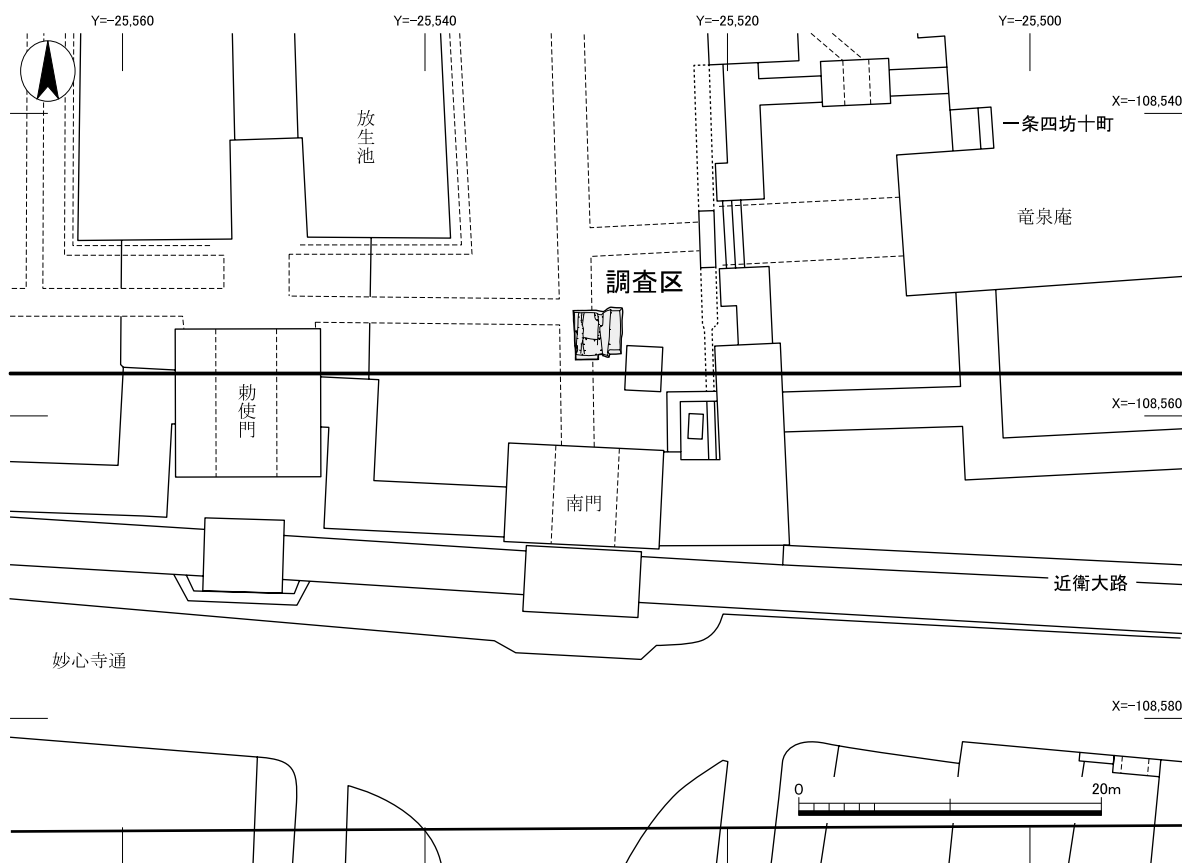 Y=−25,560
Y=−25,540
Y=−25,520
Y=−25,500
X=−108,540
放生池
一条四坊十町
竜泉庵
調査区
X=−108,560
勅使門
南門
近衛大路
妙心寺通
X=−108,580
0
20m